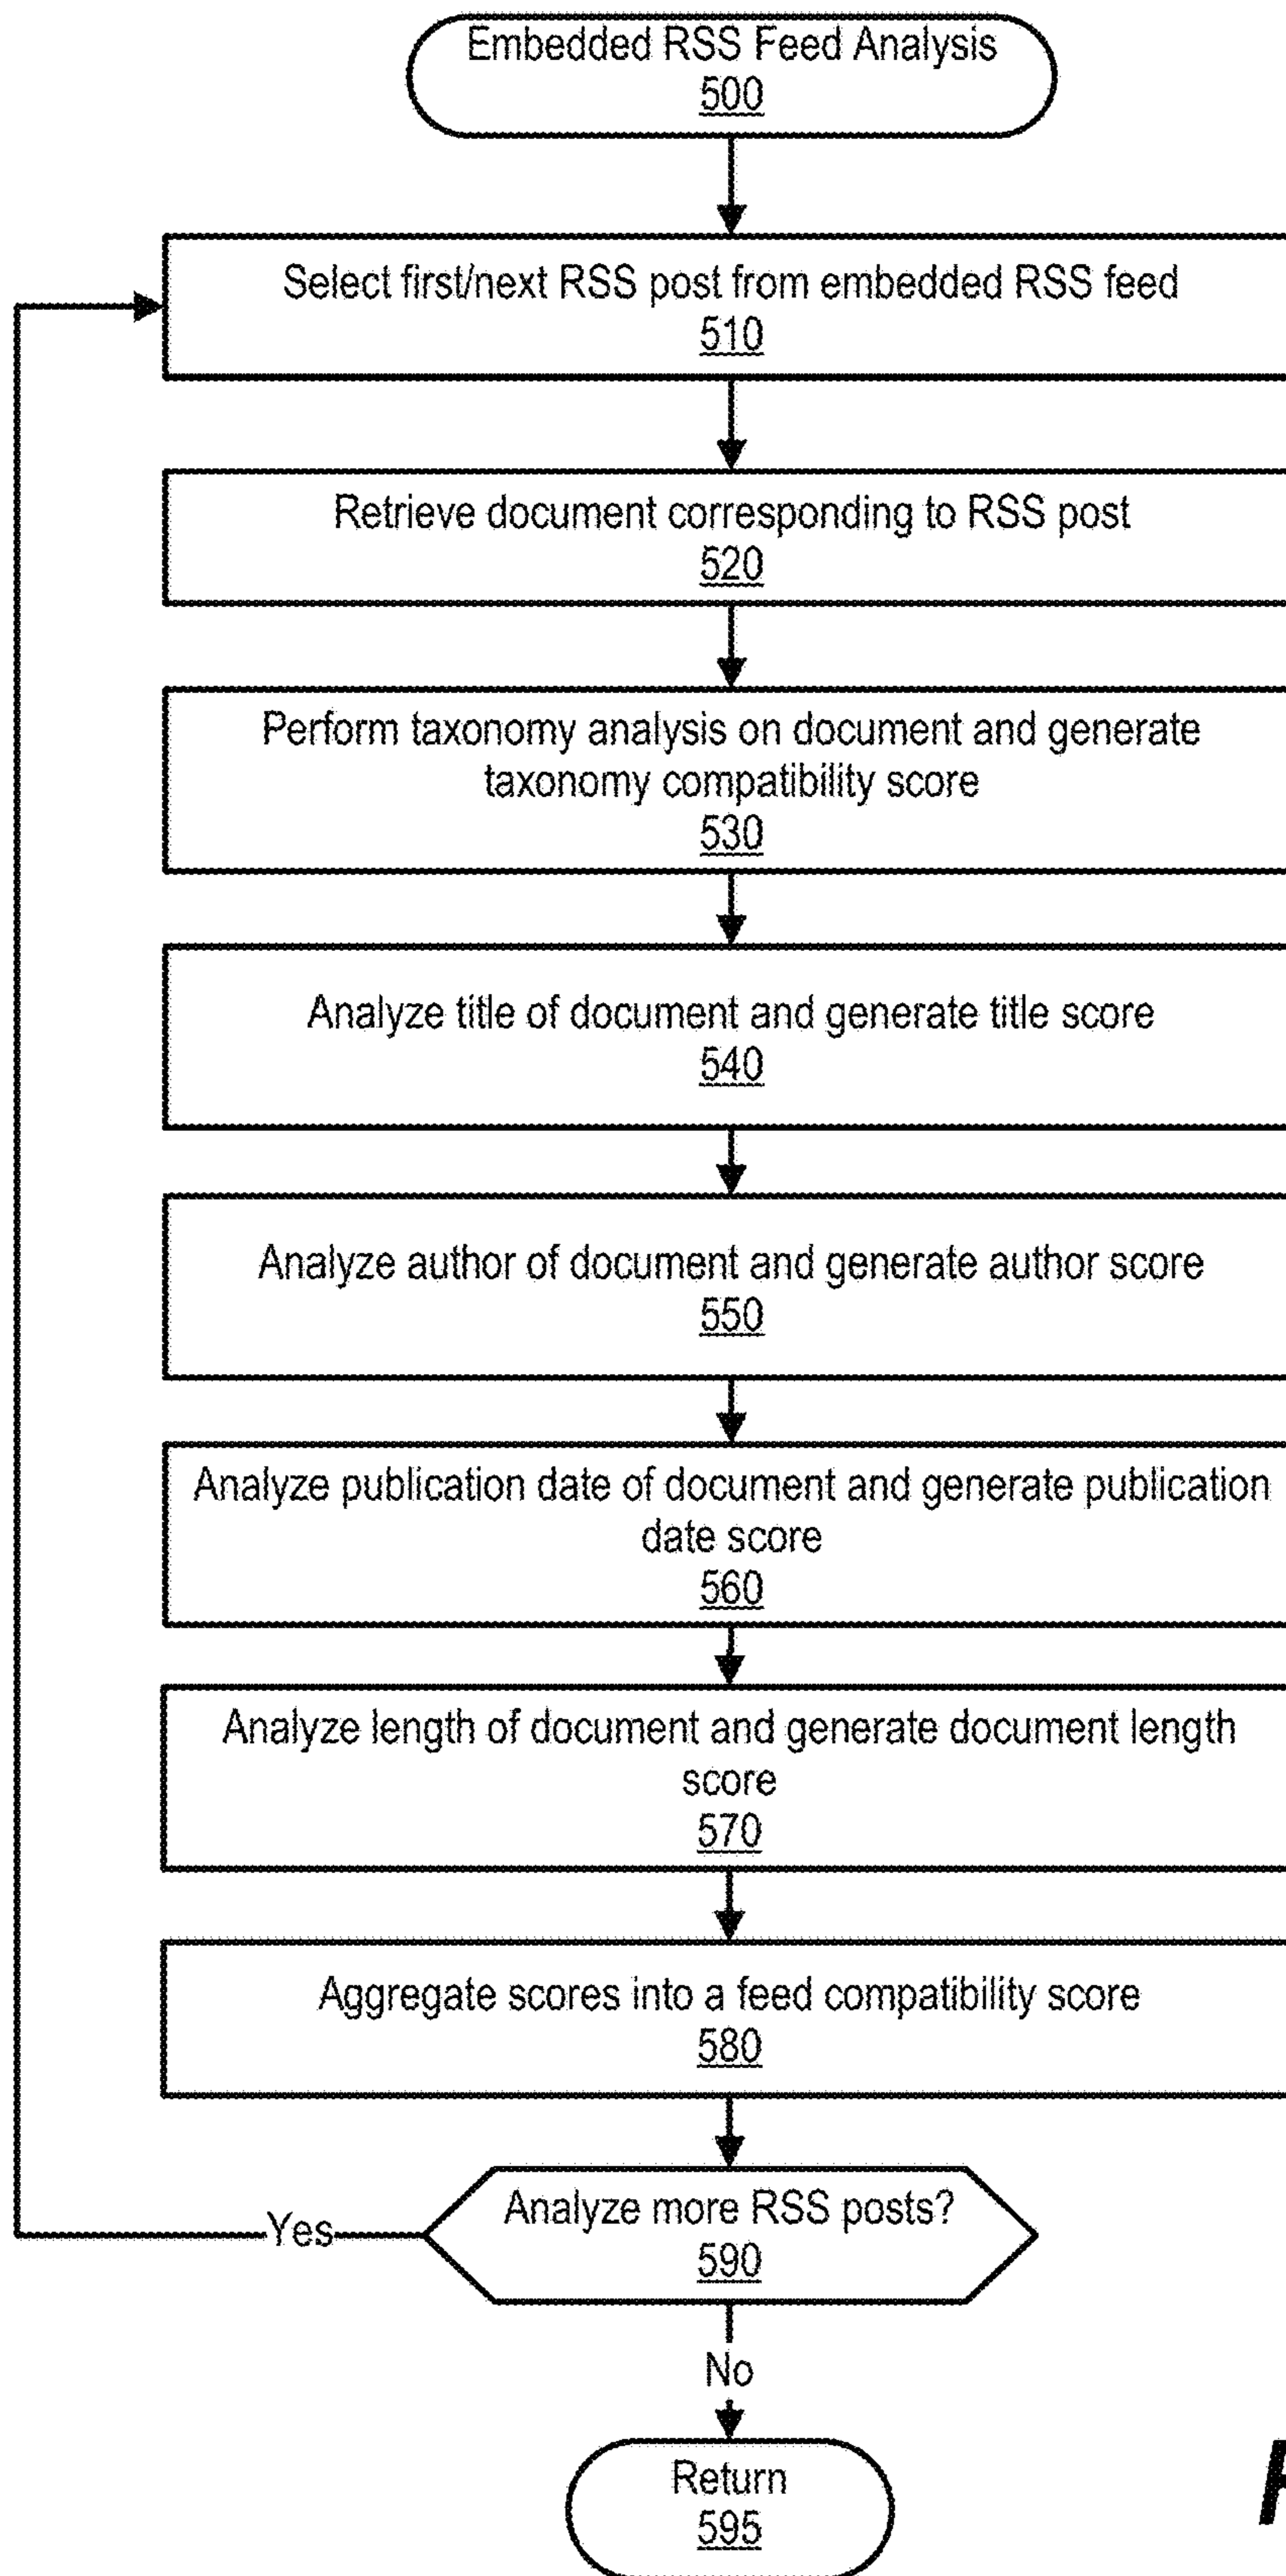 Embedded RSS Feed Analysis
500
Select first/next RSS post from embedded RSS feed
510
Retrieve document corresponding to RSS post
520
Perform taxonomy analysis on document and generate
taxonomy compatibility score
530
Analyze title of document and generate title score
540
Analyze author of document and generate author score
550
Analyze publication date of document and generate publication
date score
560
Analyze length of document and generate document length
score
570
Aggregate scores into a feed compatibility score
580
Analyze more RSS posts?
590
Yes
No
Return
595